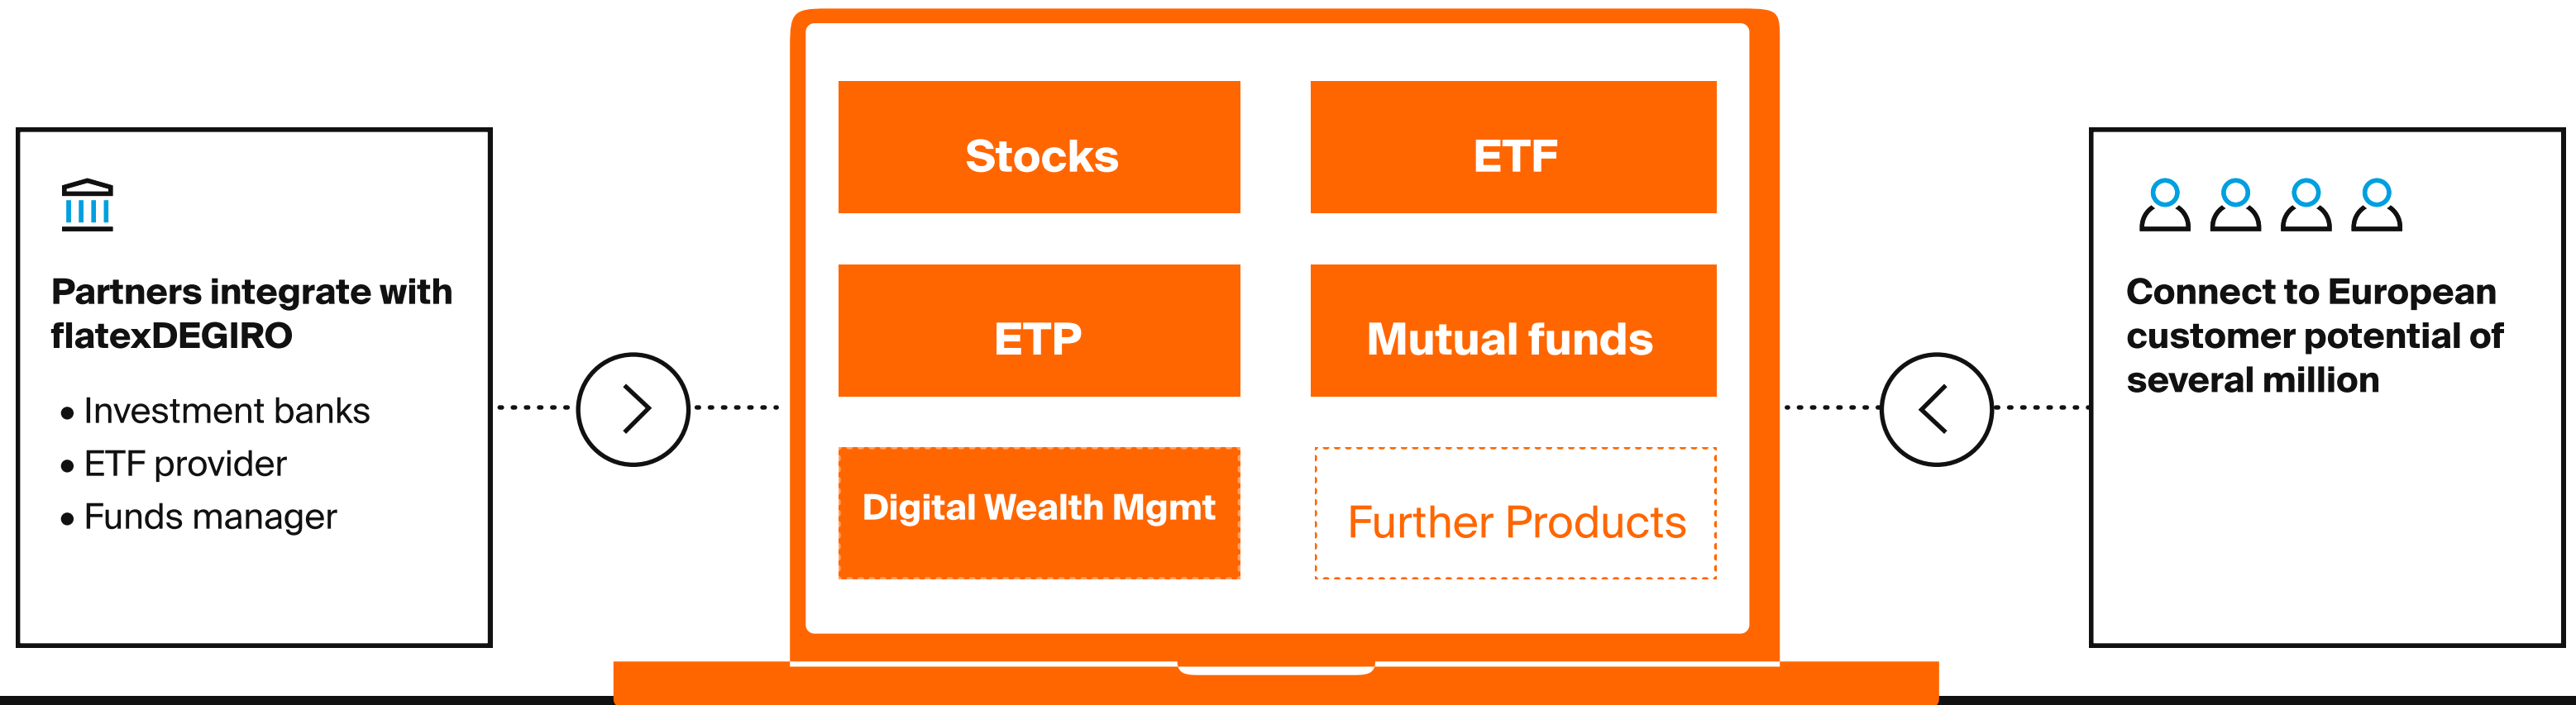 Partners integrate with
flatexDEGIRO
• Investment banks
• ETF provider
• Funds manager
Stocks
ETF
ETP
Mutual funds
Digital Wealth Mgmt
Further Products
Connect to European
customer potential of
several million